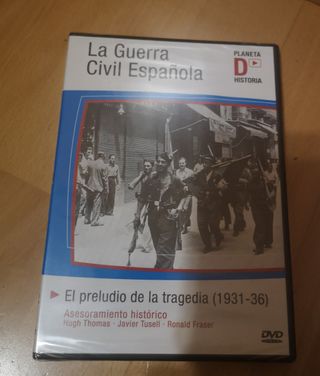 La Guerra
Civil Española
PLANETA
D
HISTORIA
El preludio de la tragedia (1931-36)
Asesoramiento histórico
Hugh Thomas · Javier Tusell · Ronald Fraser
DVD